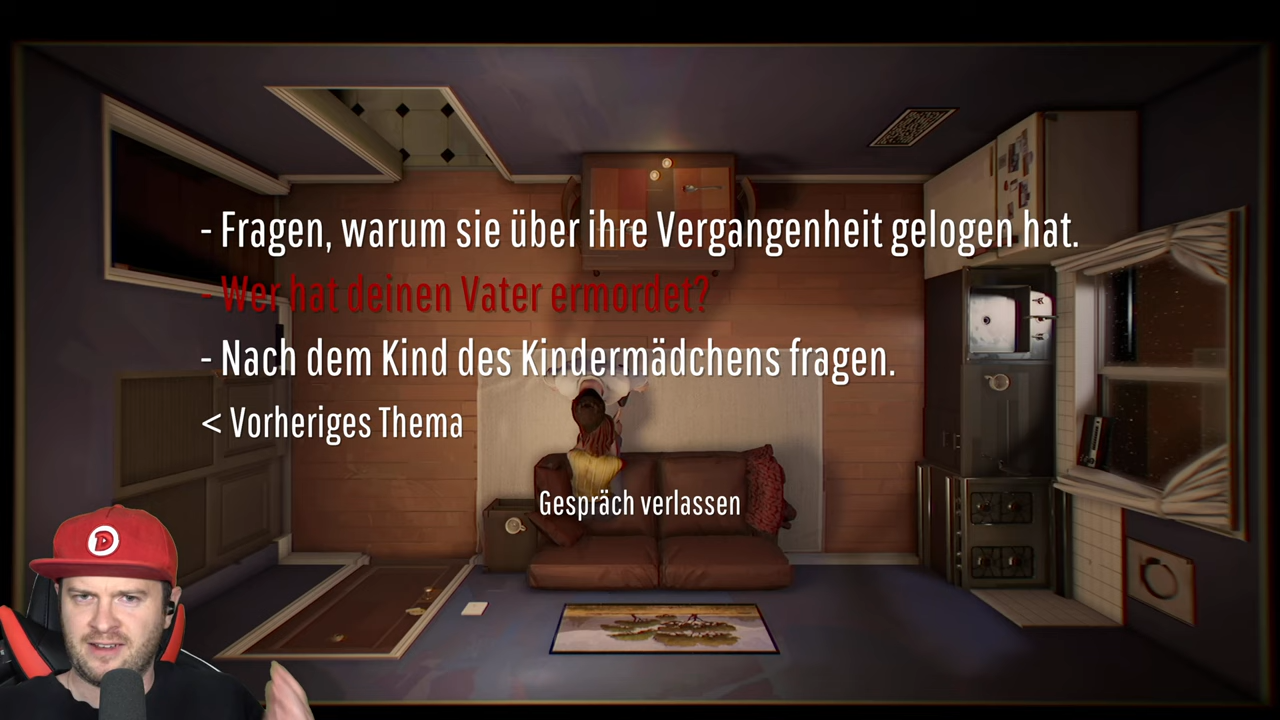 - Fragen, warum sie über ihre Vergangenheit gelogen hat.
- Wer hat deinen Vater ermordet?
- Nach dem Kind des Kindermädchens fragen.
< Vorheriges Thema
Gespräch verlassen
D